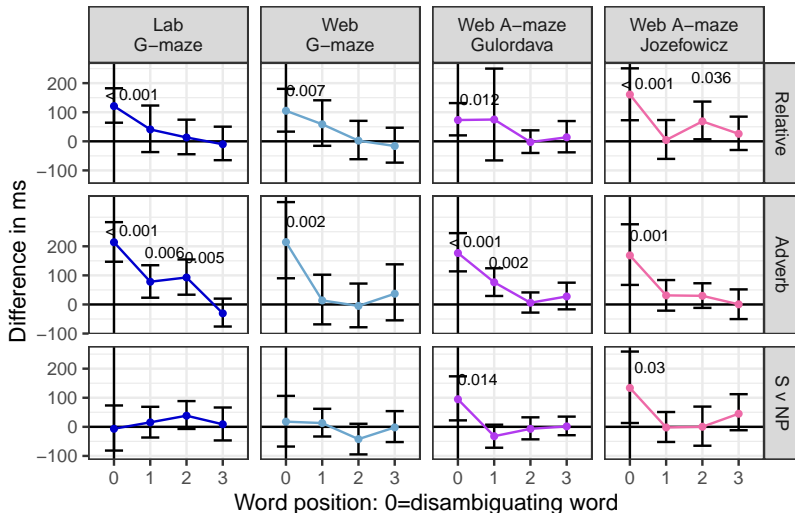 Lab
G−maze
Web
G−maze
Web A−maze
Gulordava
Web A−maze
Jozefowicz
Difference in ms
200
100
0
−100
< 0.001
0.007
0.012
< 0.001
0.036
Relative
200
100
0
−100
< 0.001
0.006
0.005
0.002
< 0.001
0.002
0.001
Adverb
200
100
0
−100
0.014
0.03
S v NP
0 1 2 3
0 1 2 3
0 1 2 3
0 1 2 3
Word position: 0=disambiguating word